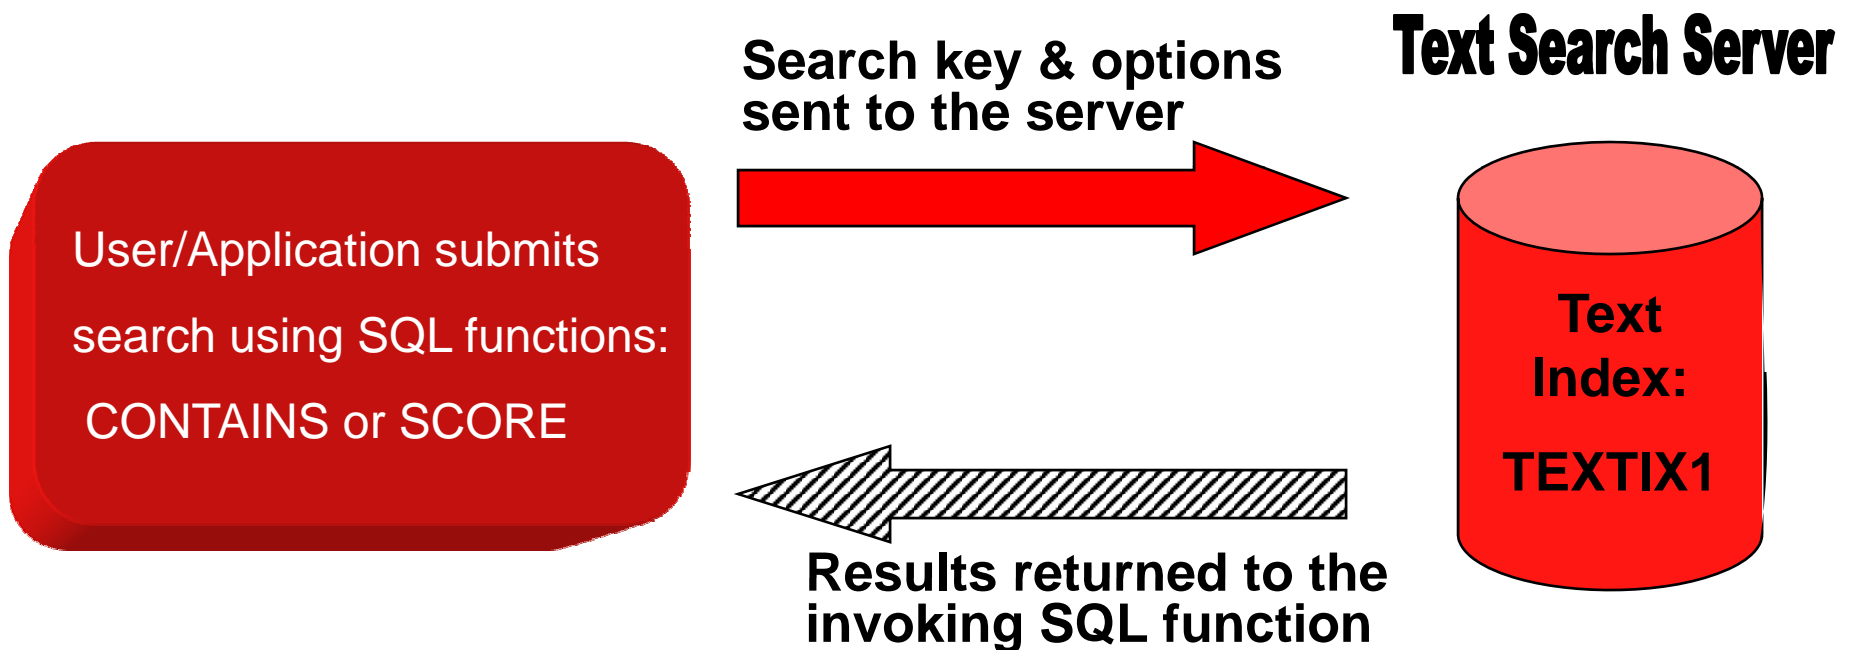 Text Search Server
Search key & options
sent to the server
User/Application submits
search using SQL functions:
CONTAINS or SCORE
Text
Index:
TEXTIX1
Results returned to the
invoking SQL function